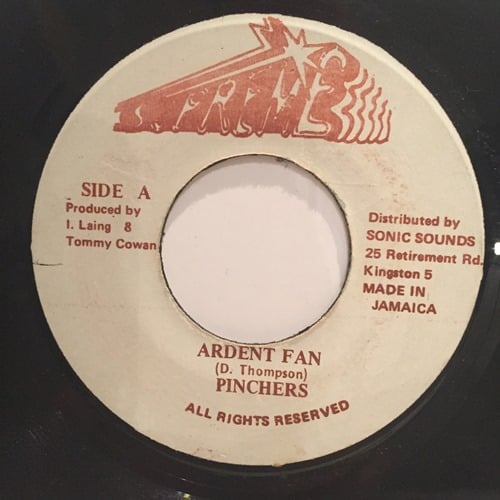 SIDE A
Produced by
I. Laing 8
Tommy Cowan
Distributed by
SONIC SOUNDS
25 Retirement Rd.
Kingston 5
MADE IN
JAMAICA
ARDENT FAN
(D. Thompson)
PINCHERS
ALL RIGHTS RESERVED